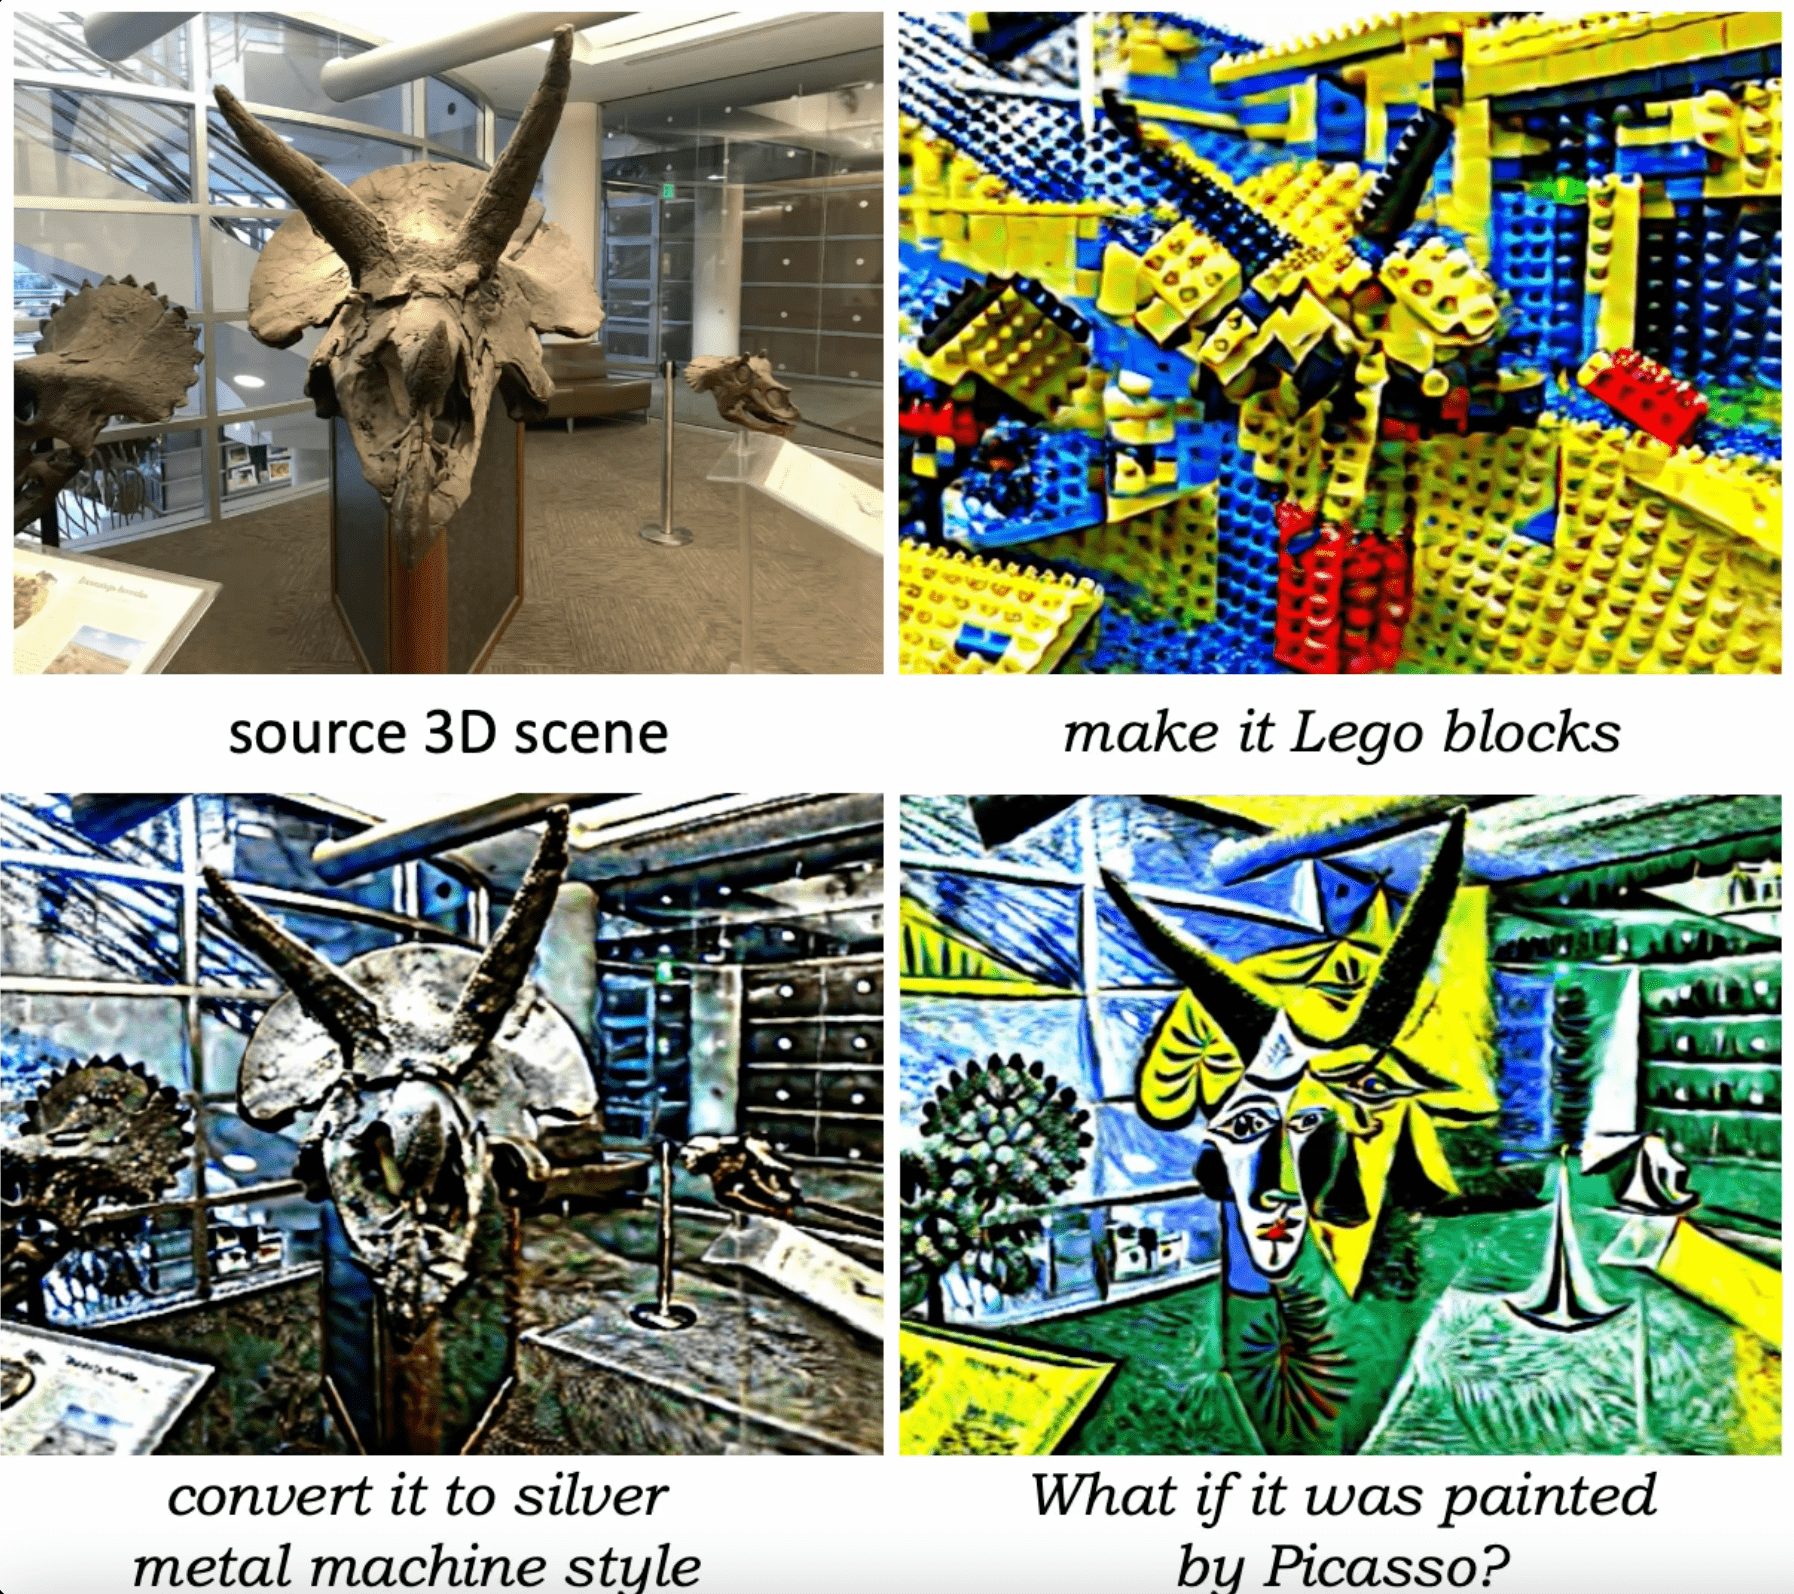 source 3D scene
make it Lego blocks
convert it to silver
metal machine style
What if it was painted
by Picasso?